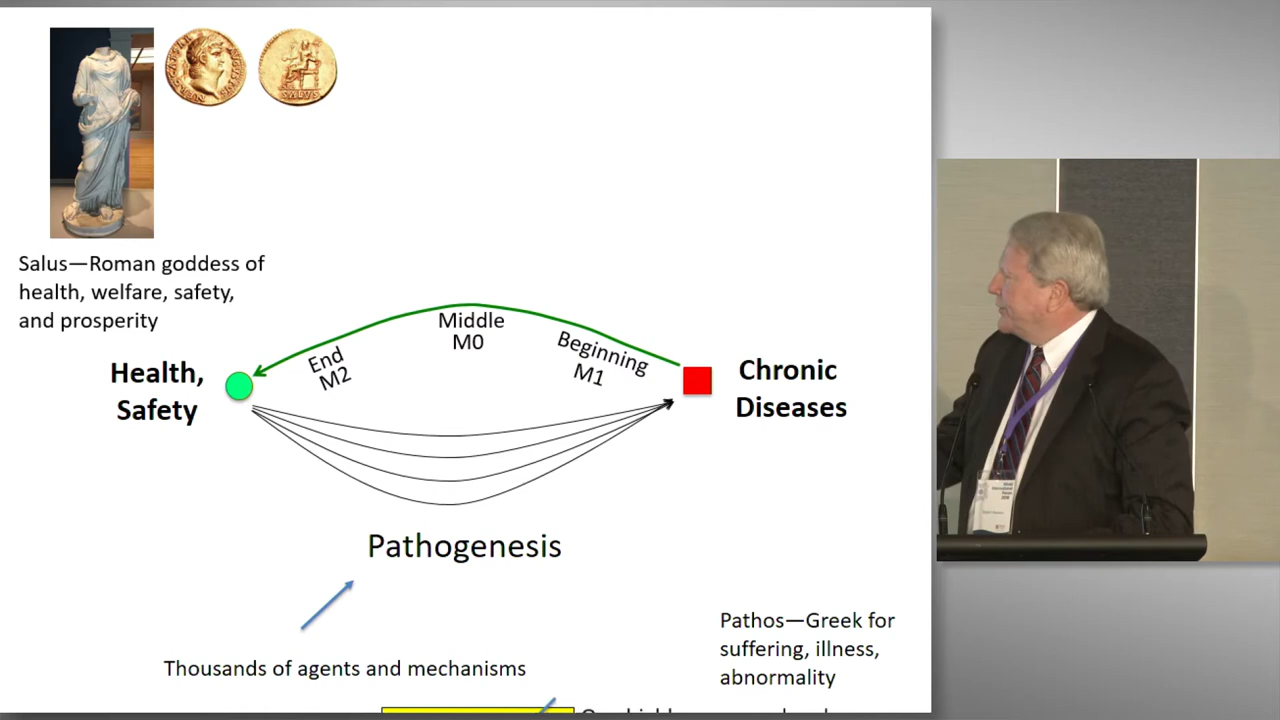 SALVS
Salus—Roman goddess of
health, welfare, safety,
and prosperity
Middle
M0
Beginning
M1
End
M2
Health,
Safety
Chronic
Diseases
Pathogenesis
Pathos—Greek for
suffering, illness,
abnormality
Thousands of agents and mechanisms